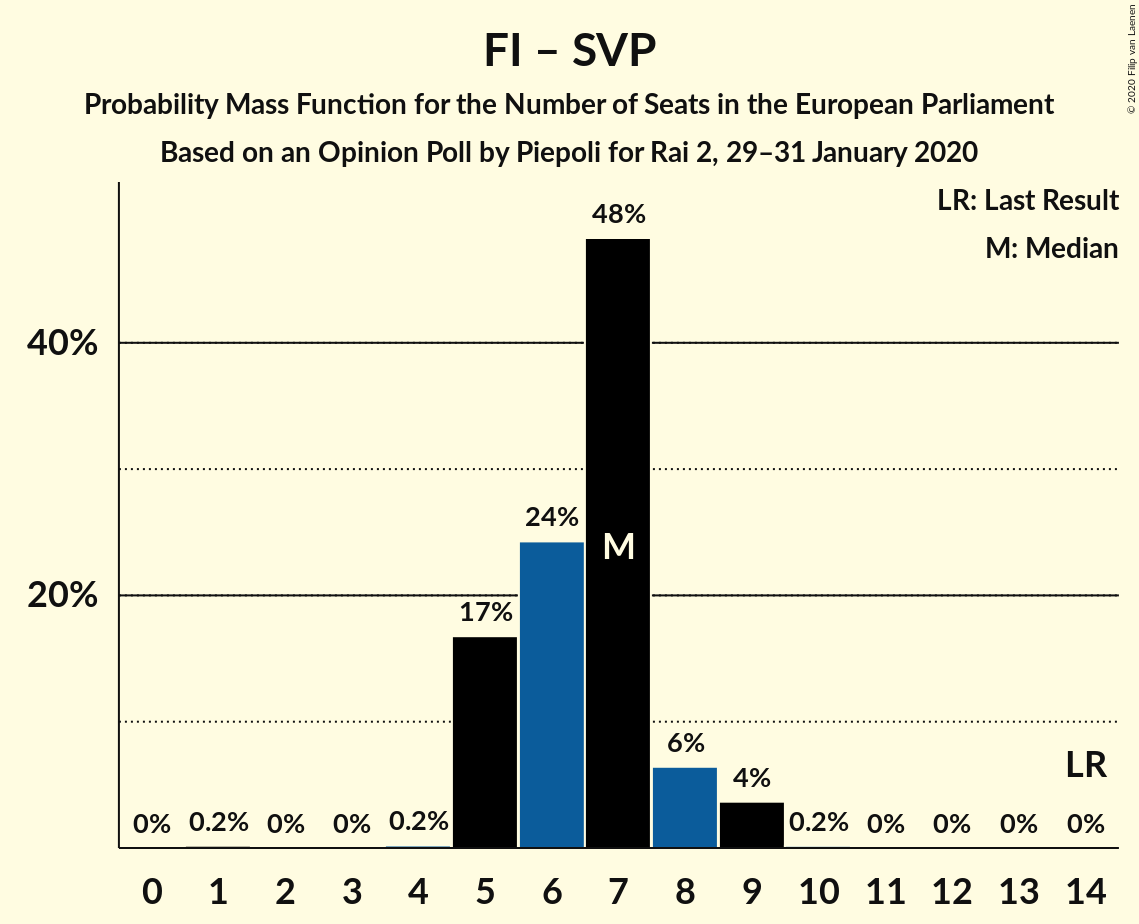 FI – SVP
Probability Mass Function for the Number of Seats in the European Parliament
Based on an Opinion Poll by Piepoli for Rai 2, 29–31 January 2020
© 2020 Filip van Laenen
LR: Last Result
M: Median
48%
40%
24%
M
20%
17%
6%
LR
4%
0% 0.2% 0% 0% 0.2% 0.2% 0% 0% 0% 0%
0 1 2 3 4 5 6 7 8 9 10 11 12 13 14